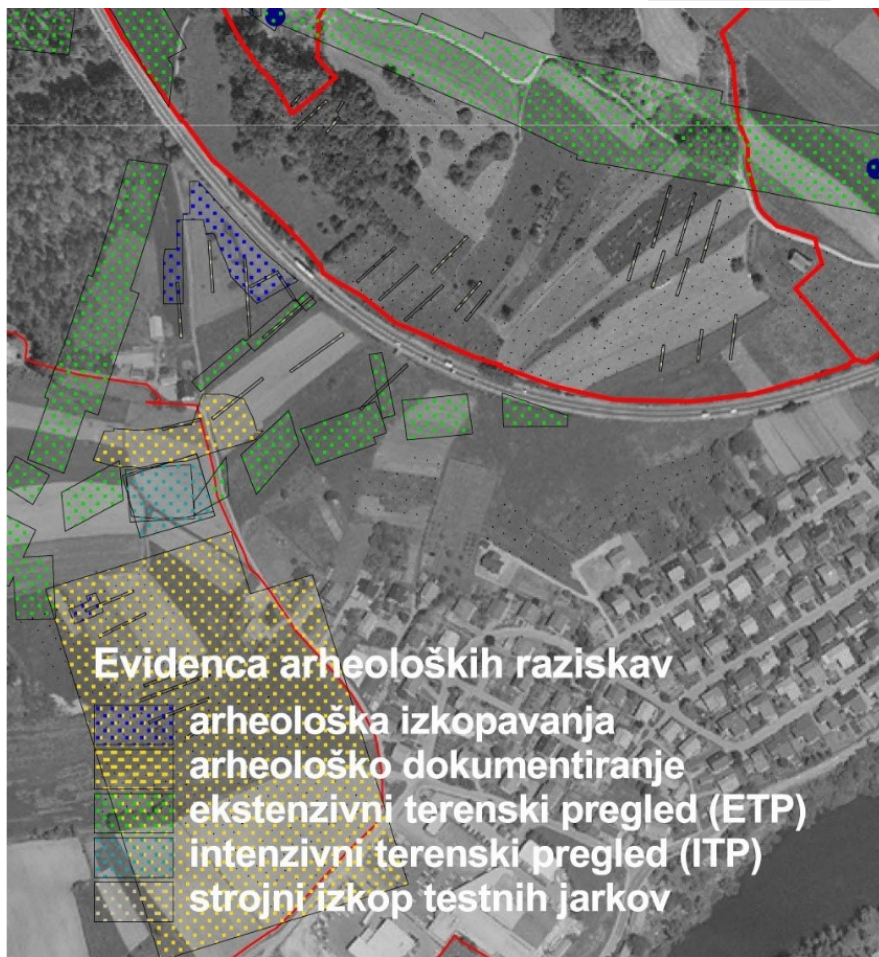 Evidenca arheoloških raziskav
arheološka izkopavanja
arheološko dokumentiranje
ekstenzivni terenski pregled (ETP)
intenzivni terenski pregled (ITP)
strojni izkop testnih jarkov